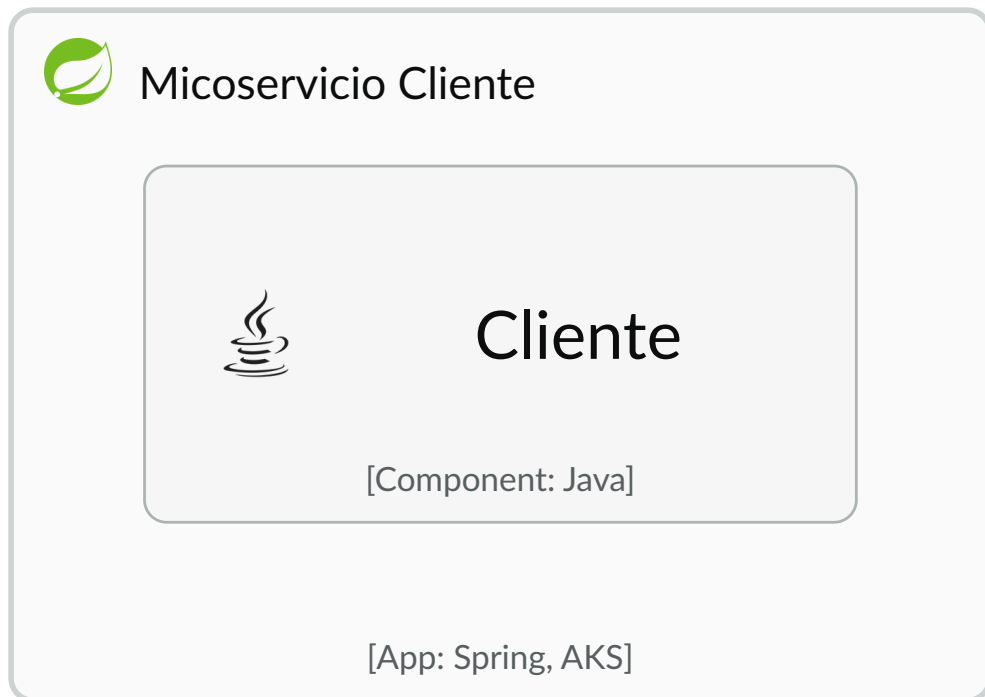 Micoservicio Cliente
Cliente
[Component: Java]
[App: Spring, AKS]